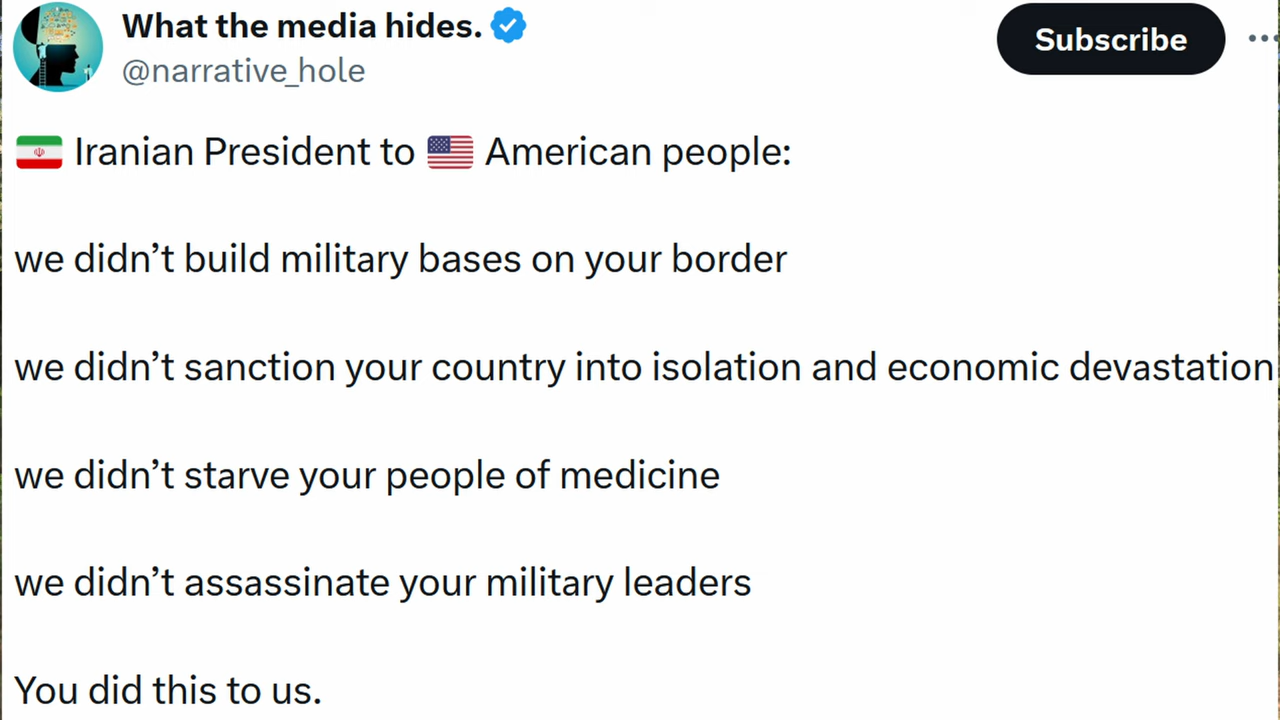 What the media hides.
@narrative_hole
Subscribe
🇮🇷 Iranian President to 🇺🇸 American people:
we didn’t build military bases on your border
we didn’t sanction your country into isolation and economic devastation
we didn’t starve your people of medicine
we didn’t assassinate your military leaders
You did this to us.